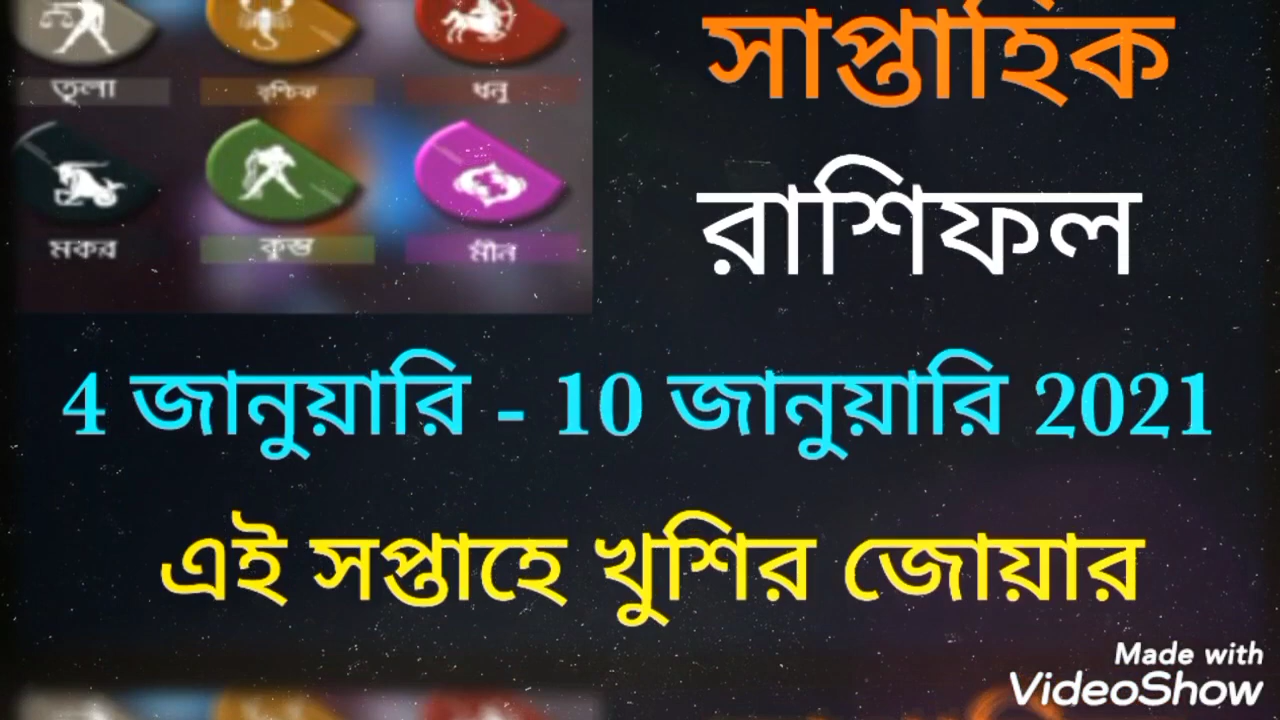 সাপ্তাহিক
রাশিফল
তুলা বৃশ্চিক ধনু
মকর কুম্ভ মীন
4 জানুয়ারি - 10 জানুয়ারি 2021
এই সপ্তাহে খুশির জোয়ার
Made with
VideoShow